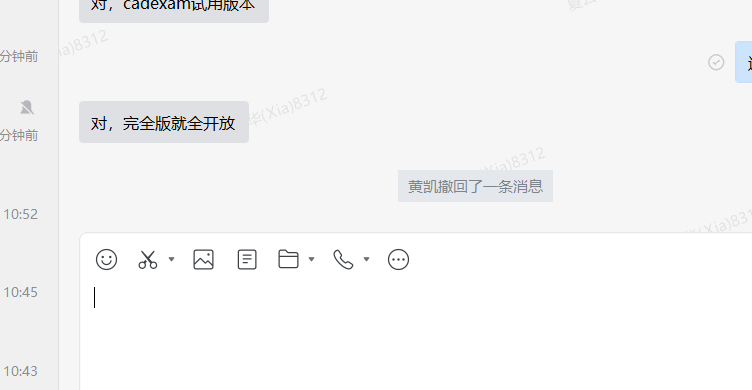 对，cadexam试用版本
(Xia)8312
分钟前
分钟前
对，完全版就全开放
华(Xia)8312
(Xia)8312
黄凯撤回了一条消息
10:52
(Xia)8312
10:45
10:43